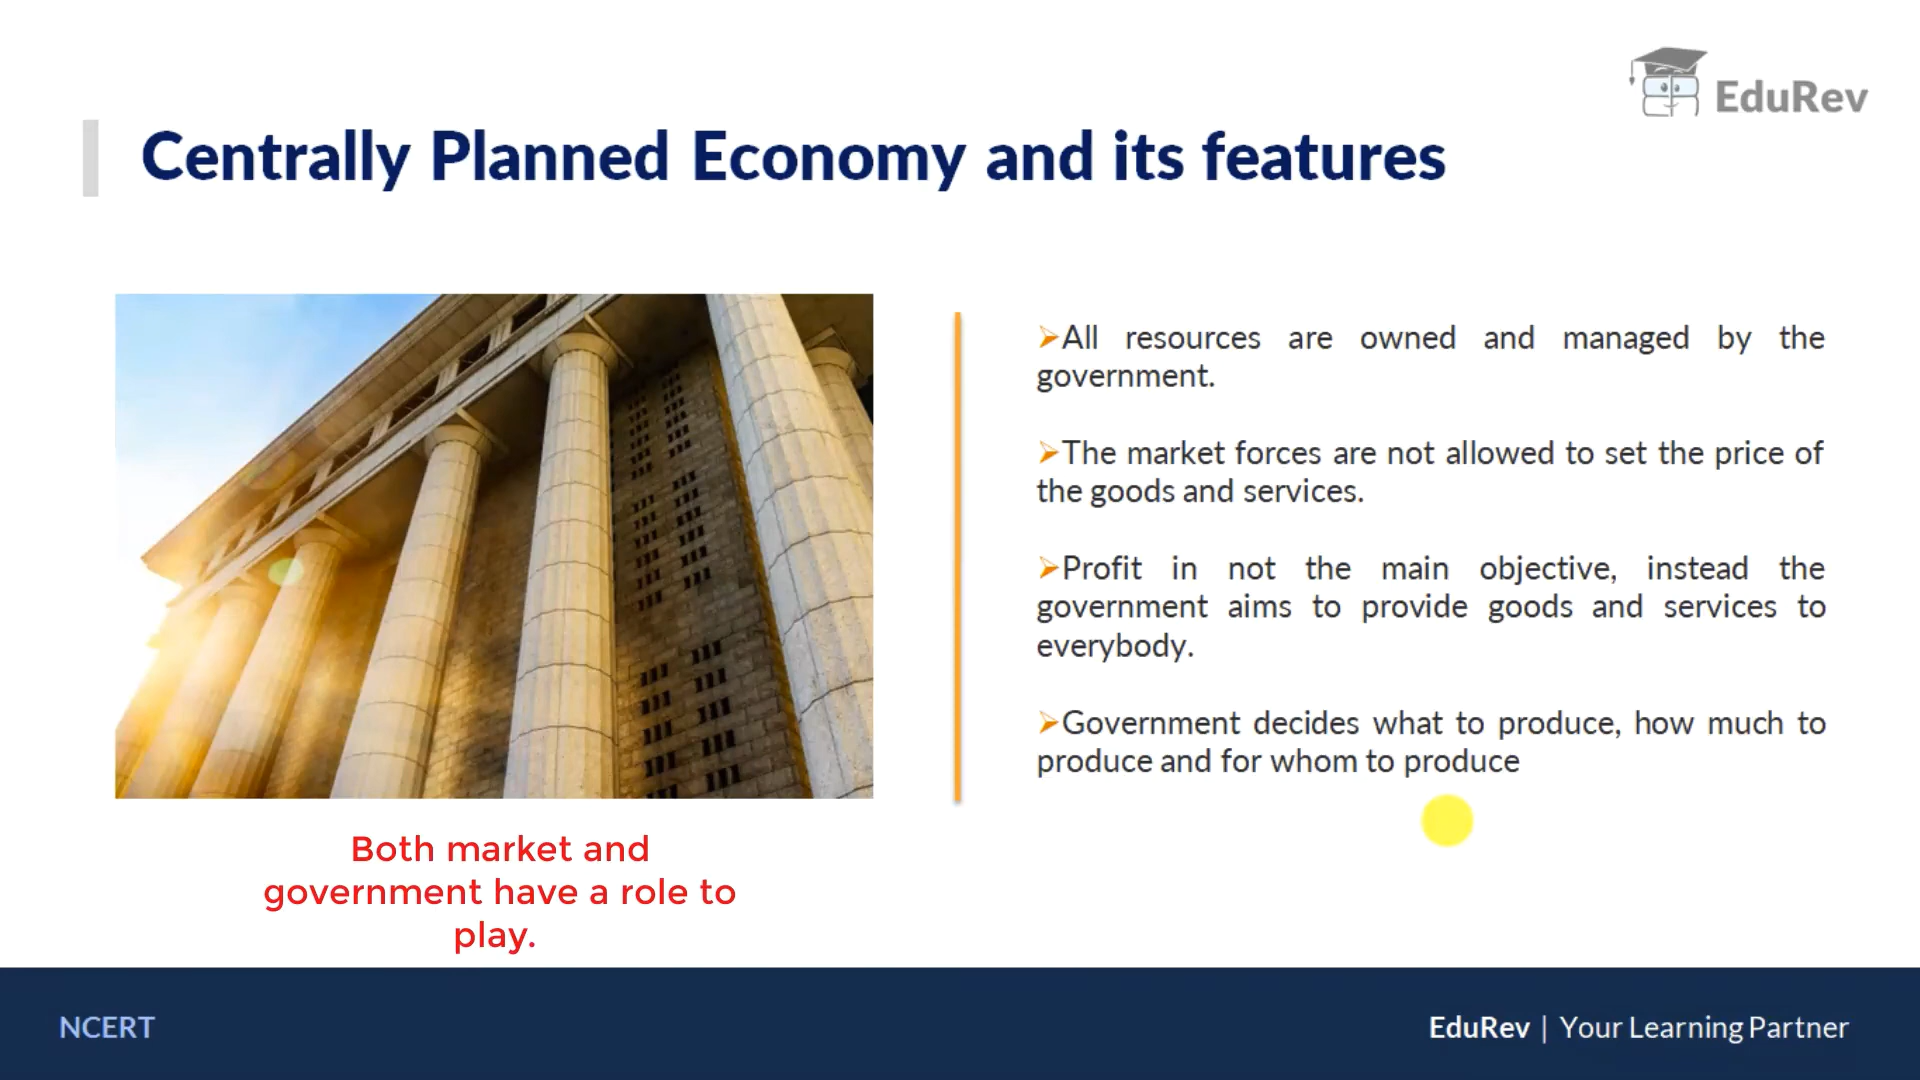 EduRev
Centrally Planned Economy and its features
➢All resources are owned and managed by the
government.
➢The market forces are not allowed to set the price of
the goods and services.
➢Profit in not the main objective, instead the
government aims to provide goods and services to
everybody.
➢Government decides what to produce, how much to
produce and for whom to produce
Both market and
government have a role to
play.
NCERT
EduRev | Your Learning Partner